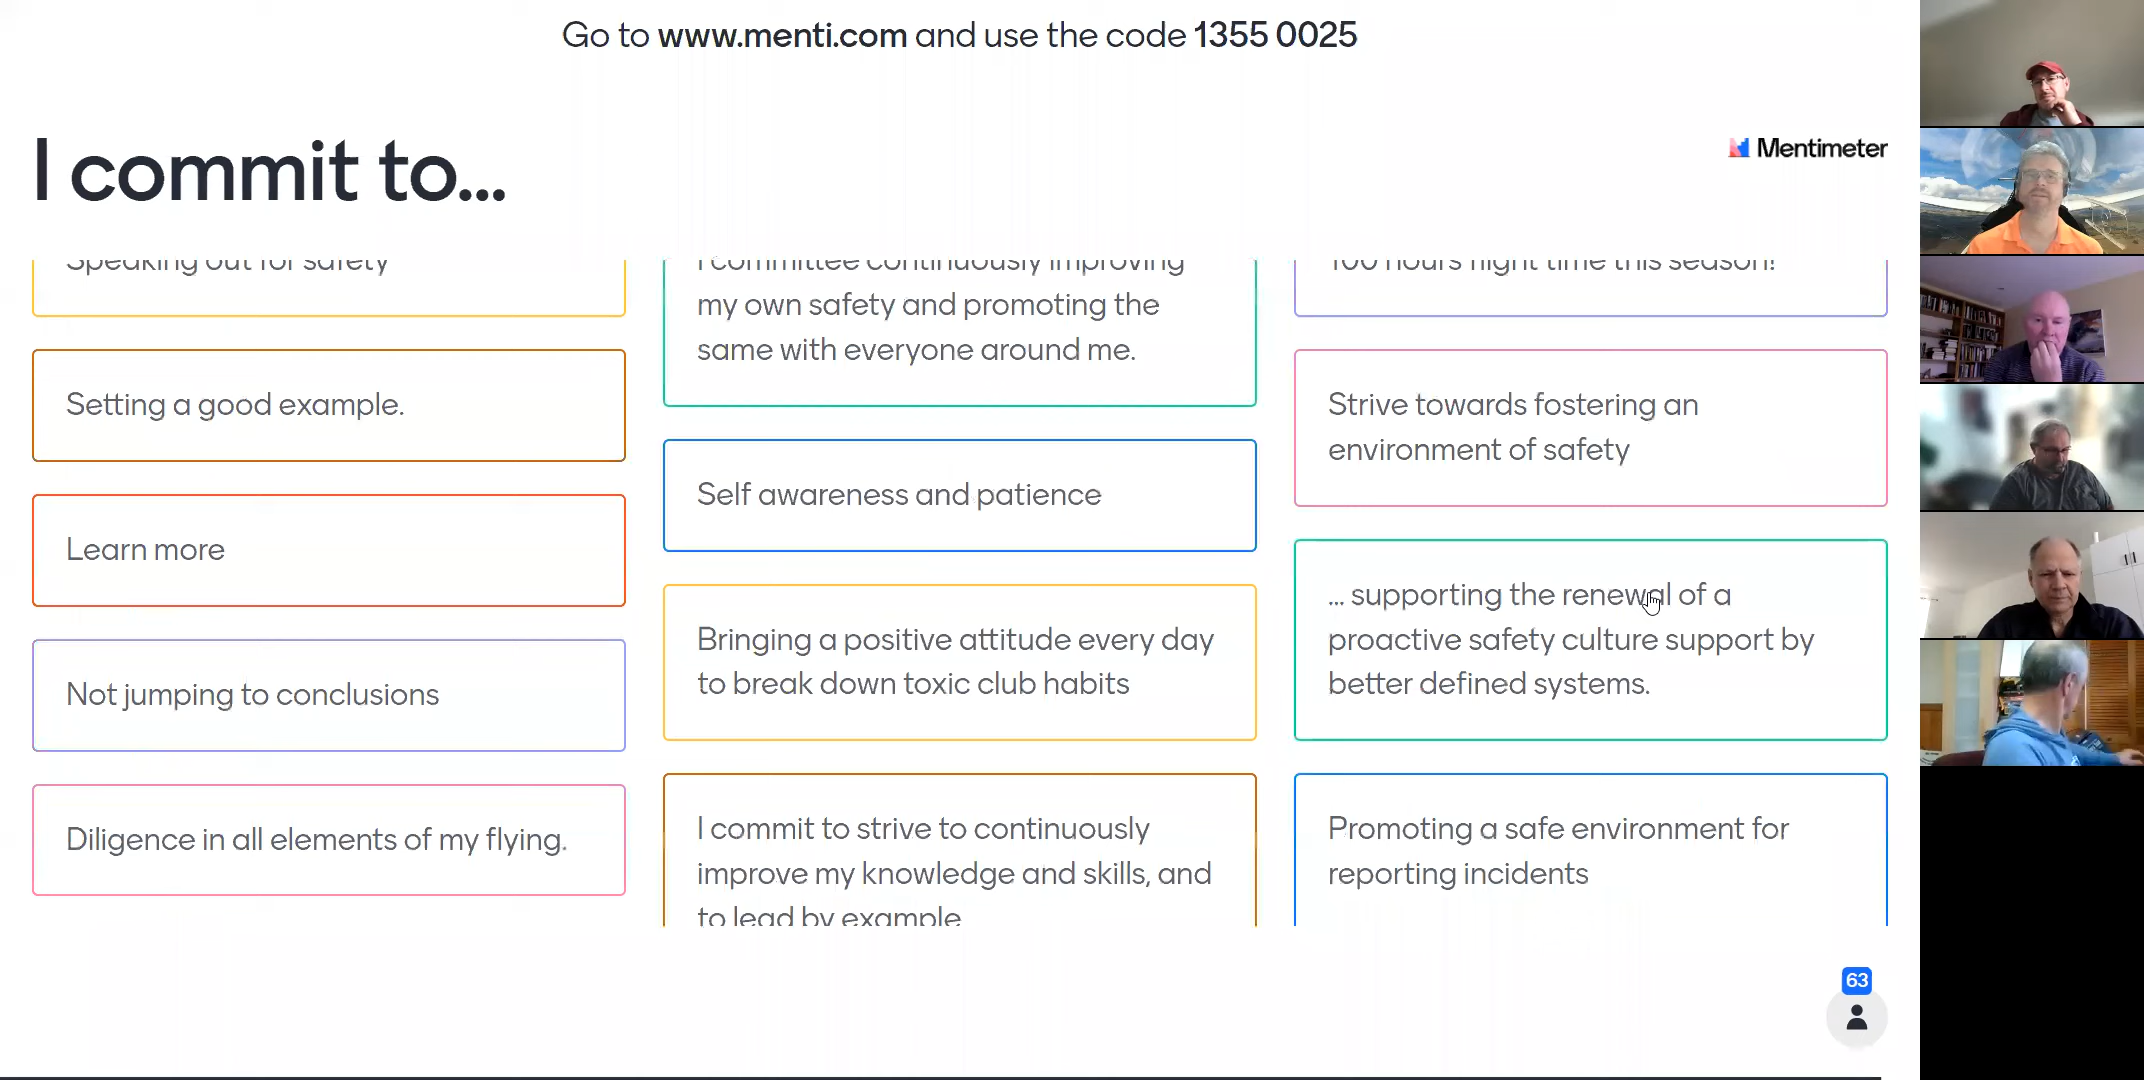 Go to www.menti.com and use the code 1355 0025
I commit to...
Mentimeter
Speaking out for safety
Setting a good example.
Learn more
Not jumping to conclusions
Diligence in all elements of my flying.
I committee continuously improving
my own safety and promoting the
same with everyone around me.
Self awareness and patience
Bringing a positive attitude every day
to break down toxic club habits
I commit to strive to continuously
improve my knowledge and skills, and
to lead by example
100 hours night time this season!
Strive towards fostering an
environment of safety
... supporting the renewal of a
proactive safety culture support by
better defined systems.
Promoting a safe environment for
reporting incidents
63